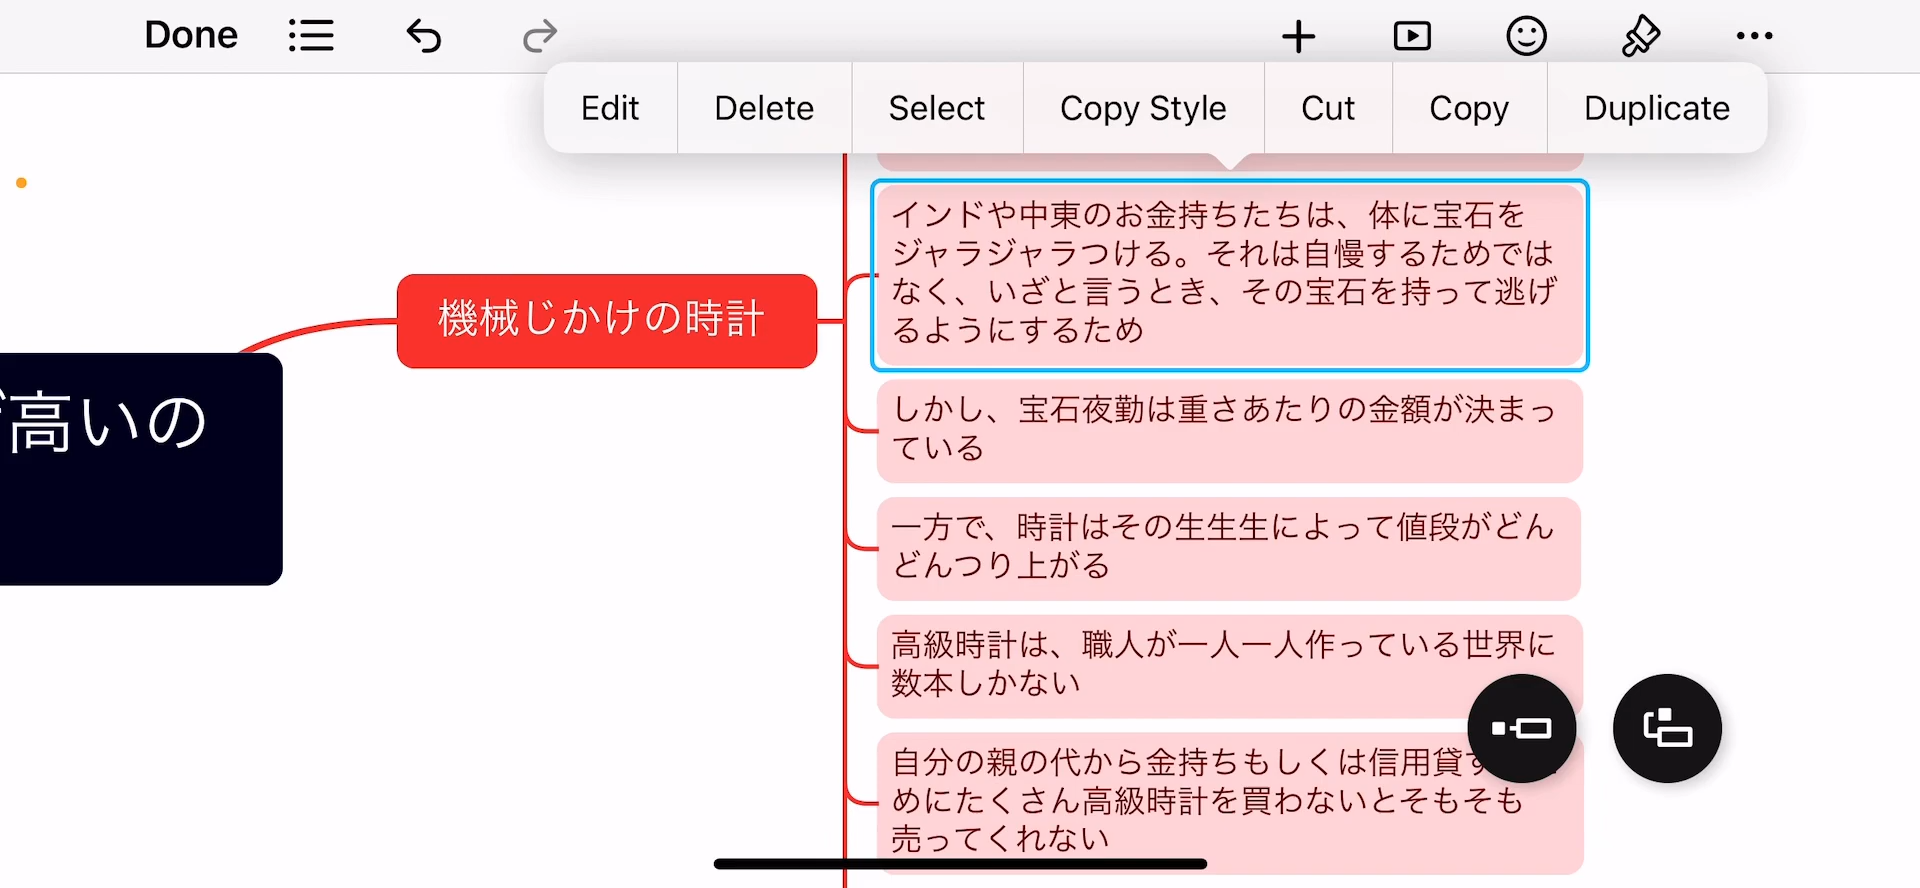 Done
Edit
Delete
Select
Copy Style
Cut
Copy
Duplicate
高いの
機械じかけの時計
インドや中東のお金持ちたちは、体に宝石を
ジャラジャラつける。それは自慢するためでは
なく、いざと言うとき、その宝石を持って逃げ
るようにするため
しかし、宝石夜勤は重さあたりの金額が決まっ
ている
一方で、時計はその生生生によって値段がどん
どんつり上がる
高級時計は、職人が一人一人作っている世界に
数本しかない
自分の親の代から金持ちもしくは信用貸す
めにたくさん高級時計を買わないとそもそも
売ってくれない